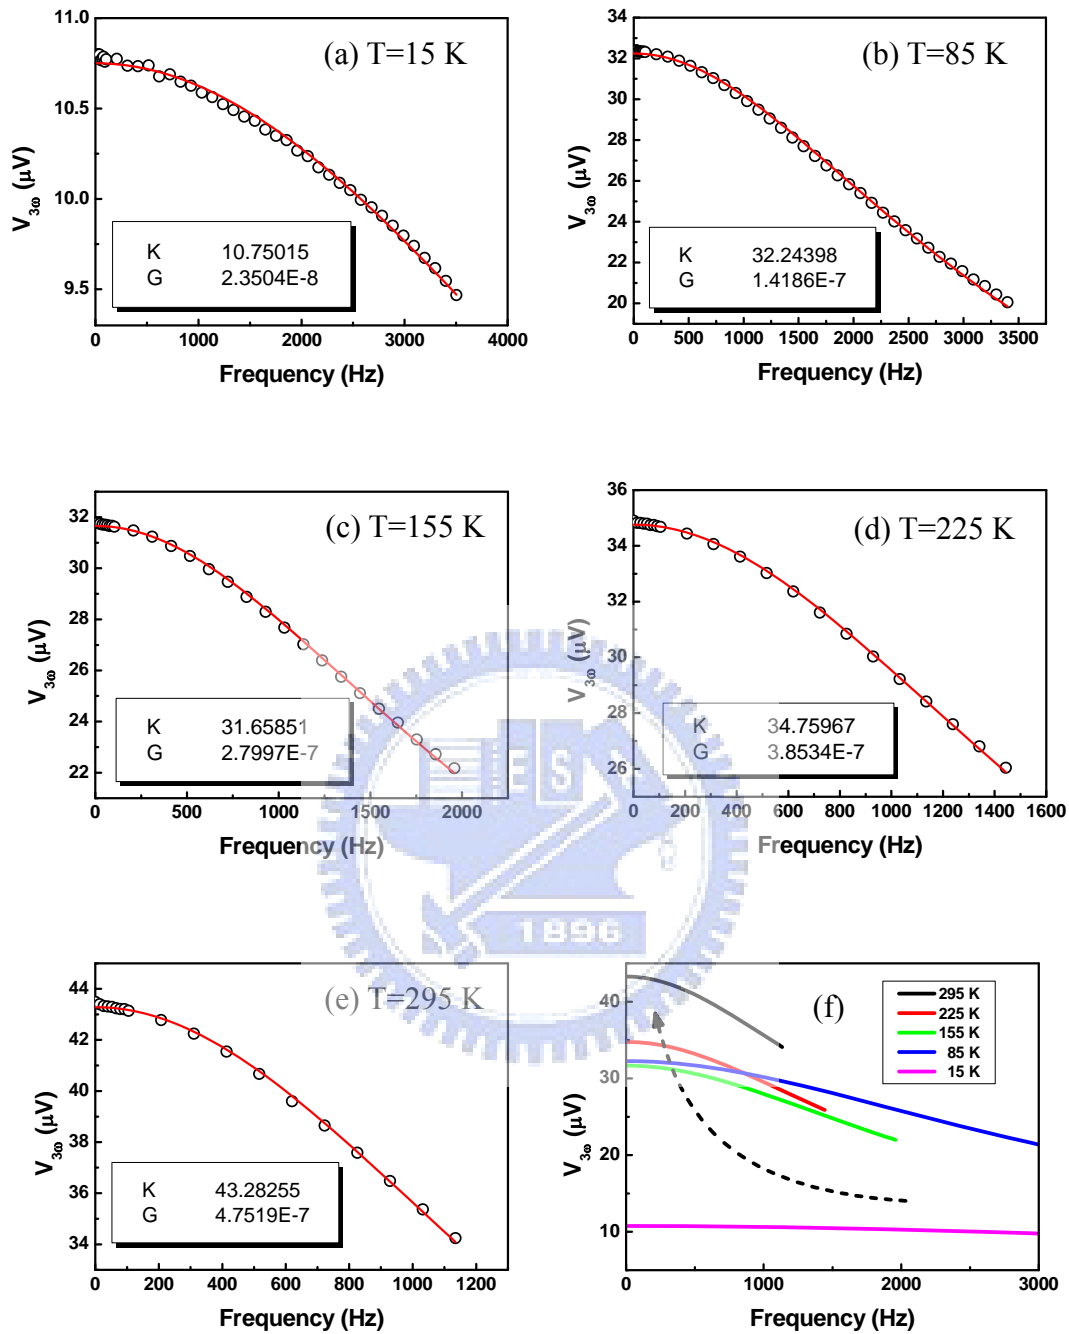 (a) T=15 K
11.0
10.5
10.0
9.5
V3ω (μV)
K 10.75015
G 2.3504E-8
0 1000 2000 3000 4000
Frequency (Hz)
(b) T=85 K
34
32
30
28
26
24
22
20
V3ω (μV)
K 32.24398
G 1.4186E-7
0 500 1000 1500 2000 2500 3000 3500
Frequency (Hz)
(c) T=155 K
32
30
28
26
24
22
V3ω (μV)
K 31.65851
G 2.7997E-7
0 500 1000 1500 2000
Frequency (Hz)
(d) T=225 K
36
34
32
30
28
26
V3ω (μV)
K 34.75967
G 3.8534E-7
0 200 400 600 800 1000 1200 1400 1600
Frequency (Hz)
ES
1896
(e) T=295 K
44
42
40
38
36
34
V3ω (μV)
K 43.28255
G 4.7519E-7
0 200 400 600 800 1000 1200
Frequency (Hz)
(f)
40
30
20
10
V3ω (μV)
295 K
225 K
155 K
85 K
15 K
0 1000 2000 3000
Frequency (Hz)